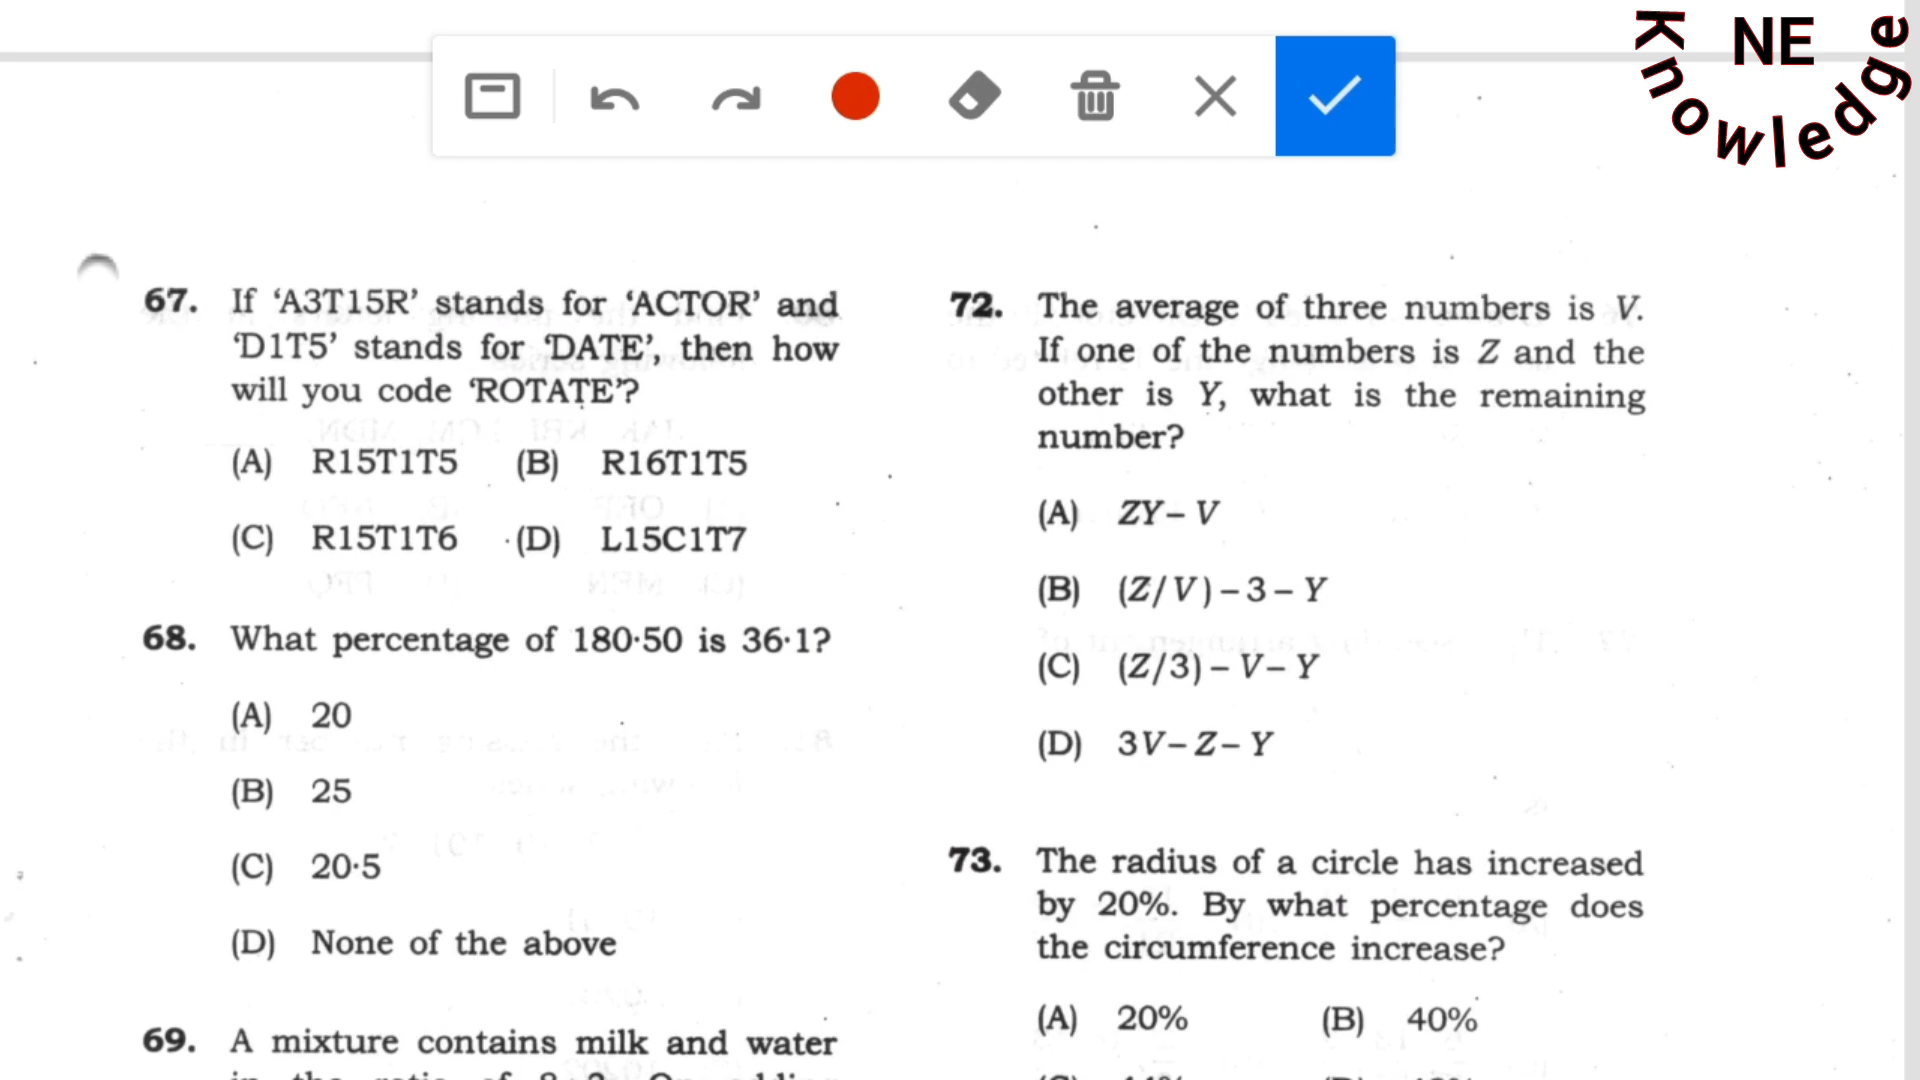 NE
Knowledge
67. If ‘A3T15R’ stands for ‘ACTOR’ and
‘D1T5’ stands for ‘DATE’, then how
will you code ‘ROTATE’?
(A) R15T1T5 (B) R16T1T5
(C) R15T1T6 (D) L15C1T7
68. What percentage of 180·50 is 36·1?
(A) 20
(B) 25
(C) 20·5
(D) None of the above
69. A mixture contains milk and water
72. The average of three numbers is V.
If one of the numbers is Z and the
other is Y, what is the remaining
number?
(A) ZY – V
(B) (Z/V) – 3 – Y
(C) (Z/3) – V – Y
(D) 3V – Z – Y
73. The radius of a circle has increased
by 20%. By what percentage does
the circumference increase?
(A) 20% (B) 40%